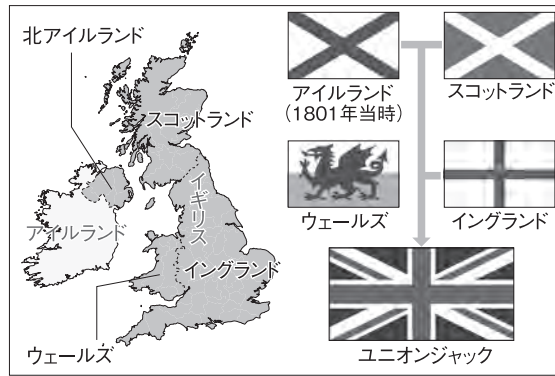 北アイルランド
スコットランド
イギリス
アイルランド
イングランド
ウェールズ
アイルランド
(1801年当時)
スコットランド
ウェールズ
イングランド
ユニオンジャック